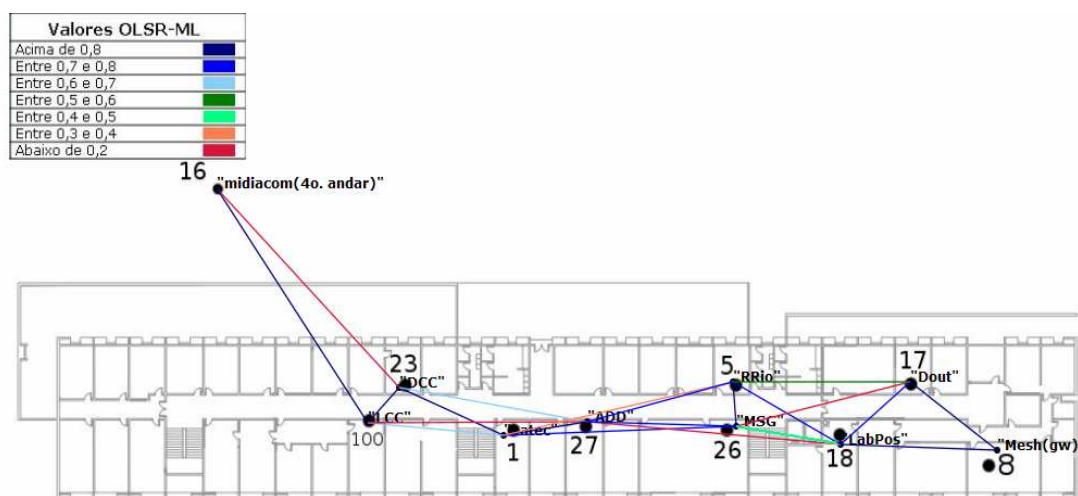 Valores OLSR-ML
Acima de 0,8
Entre 0,7 e 0,8
Entre 0,6 e 0,7
Entre 0,5 e 0,6
Entre 0,4 e 0,5
Entre 0,3 e 0,4
Abaixo de 0,2
16
"midiacom(4o. andar)"
23
"DCC"
5
"RRio"
17
"Dout"
"LCC"
100
1
"ADD"
27
"MSG"
26
LabPos"
18
"Mesh(gw)
8